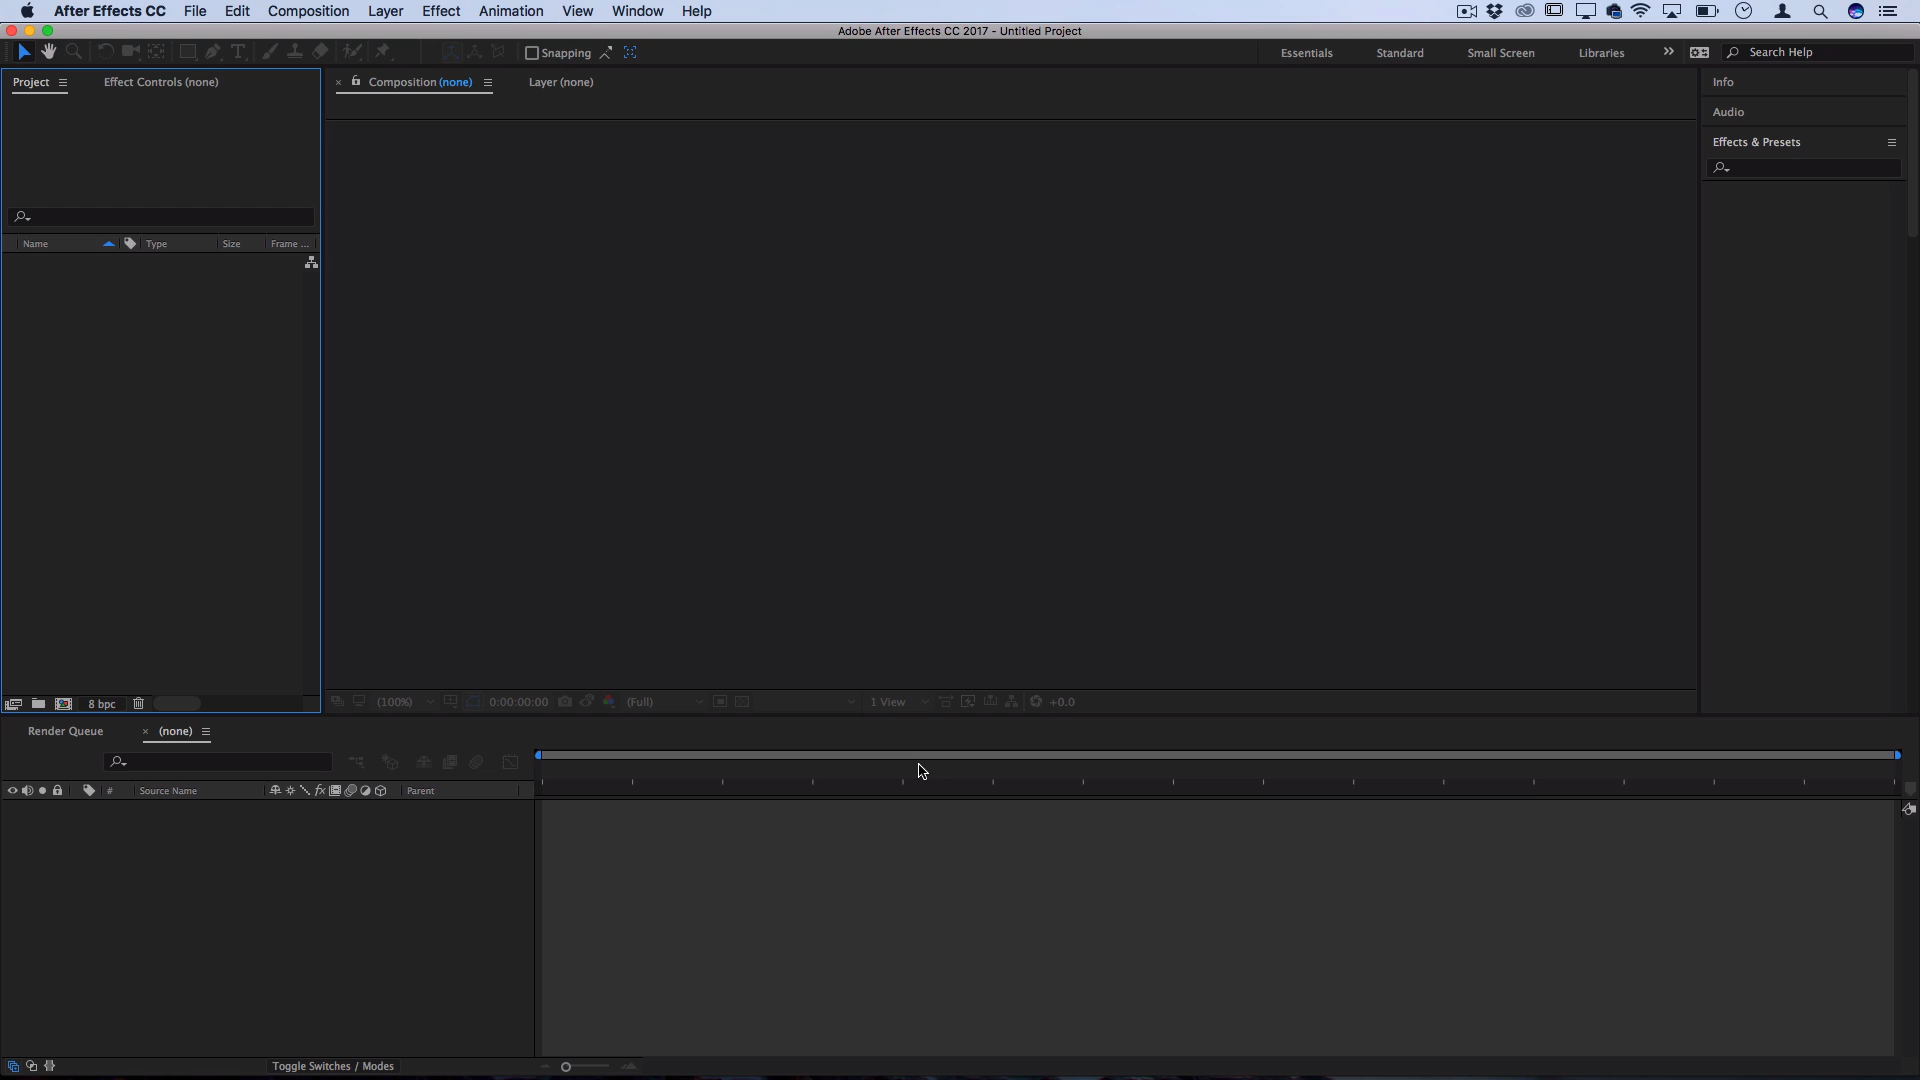 After Effects CC File Edit Composition Layer Effect Animation View Window Help
Adobe After Effects CC 2017 - Untitled Project
Snapping Essentials Standard Small Screen Libraries Search Help
Project Effect Controls (none) Composition (none) Layer (none) Info
Audio
Effects & Presets
Name Type Size Frame ...
8 bpc (100%) 0:00:00:00 (Full) 1 View +0.0
Render Queue (none)
# Source Name fx Parent
Toggle Switches / Modes